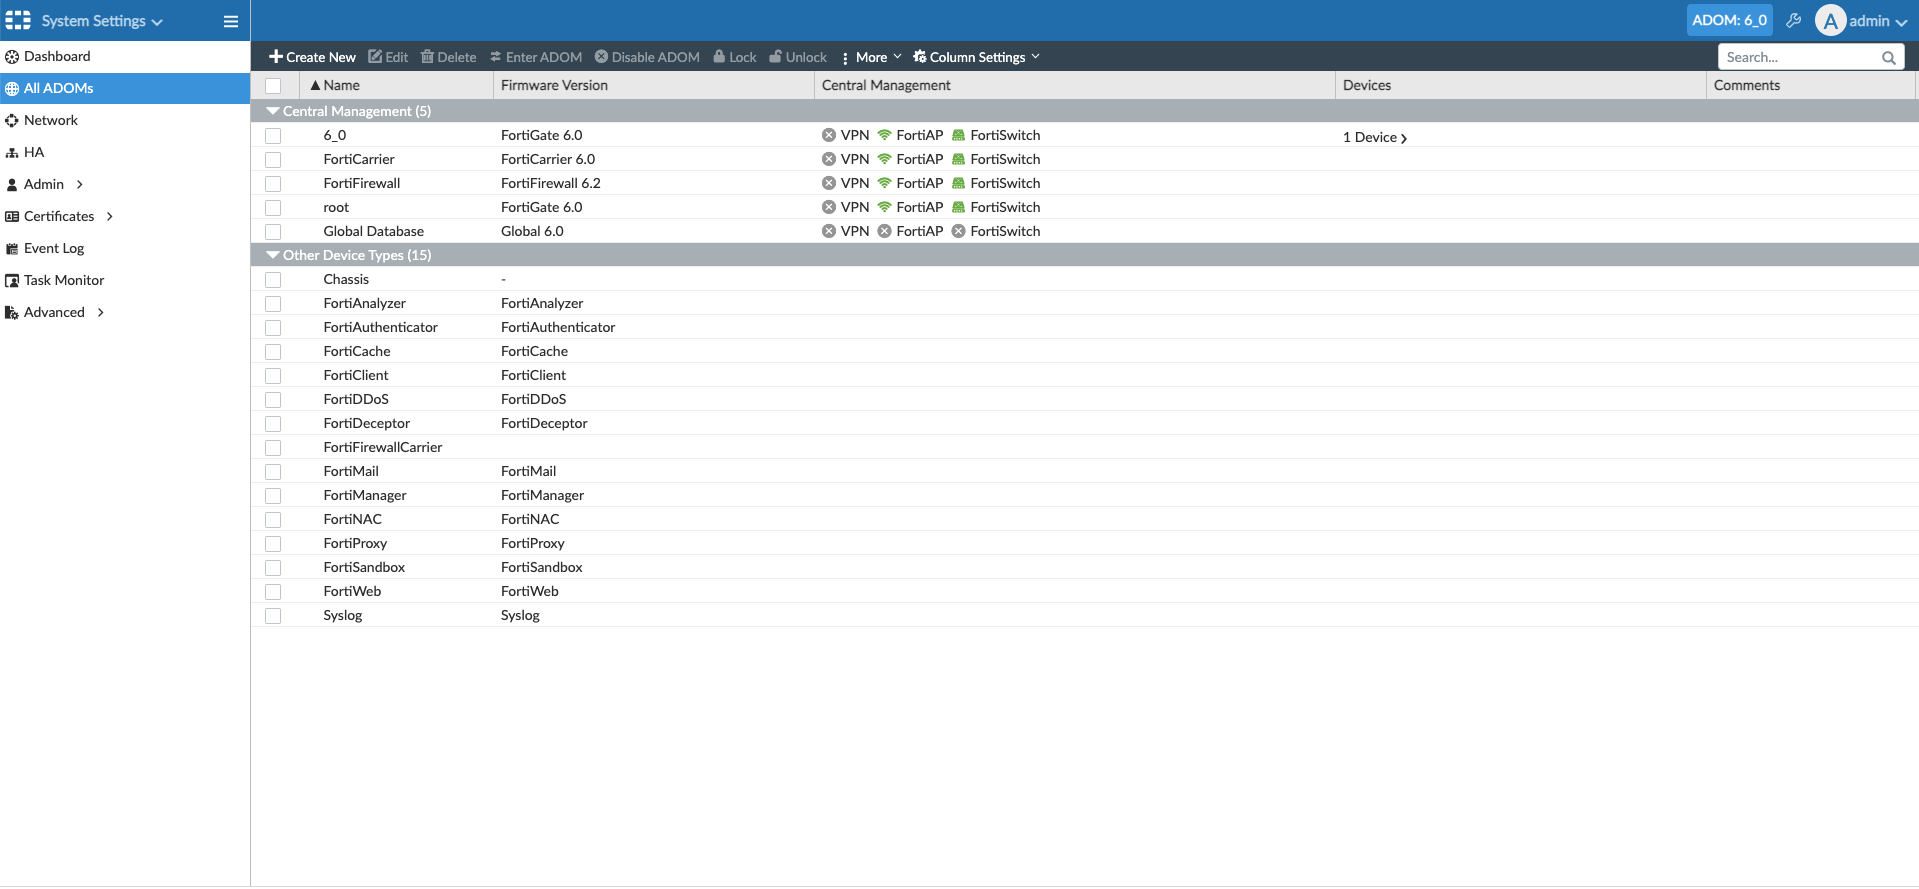 System Settings ADOM: 6_0 A admin
Dashboard
All ADOMs
Network
HA
Admin
Certificates
Event Log
Task Monitor
Advanced
Create New Edit Delete Enter ADOM Disable ADOM Lock Unlock More Column Settings Search...
Name Firmware Version Central Management Devices Comments
Central Management (5)
6_0 FortiGate 6.0 VPN FortiAP FortiSwitch 1 Device
FortiCarrier FortiCarrier 6.0 VPN FortiAP FortiSwitch
FortiFirewall FortiFirewall 6.2 VPN FortiAP FortiSwitch
root FortiGate 6.0 VPN FortiAP FortiSwitch
Global Database Global 6.0 VPN FortiAP FortiSwitch
Other Device Types (15)
Chassis -
FortiAnalyzer FortiAnalyzer
FortiAuthenticator FortiAuthenticator
FortiCache FortiCache
FortiClient FortiClient
FortiDDoS FortiDDoS
FortiDeceptor FortiDeceptor
FortiFirewallCarrier
FortiMail FortiMail
FortiManager FortiManager
FortiNAC FortiNAC
FortiProxy FortiProxy
FortiSandbox FortiSandbox
FortiWeb FortiWeb
Syslog Syslog